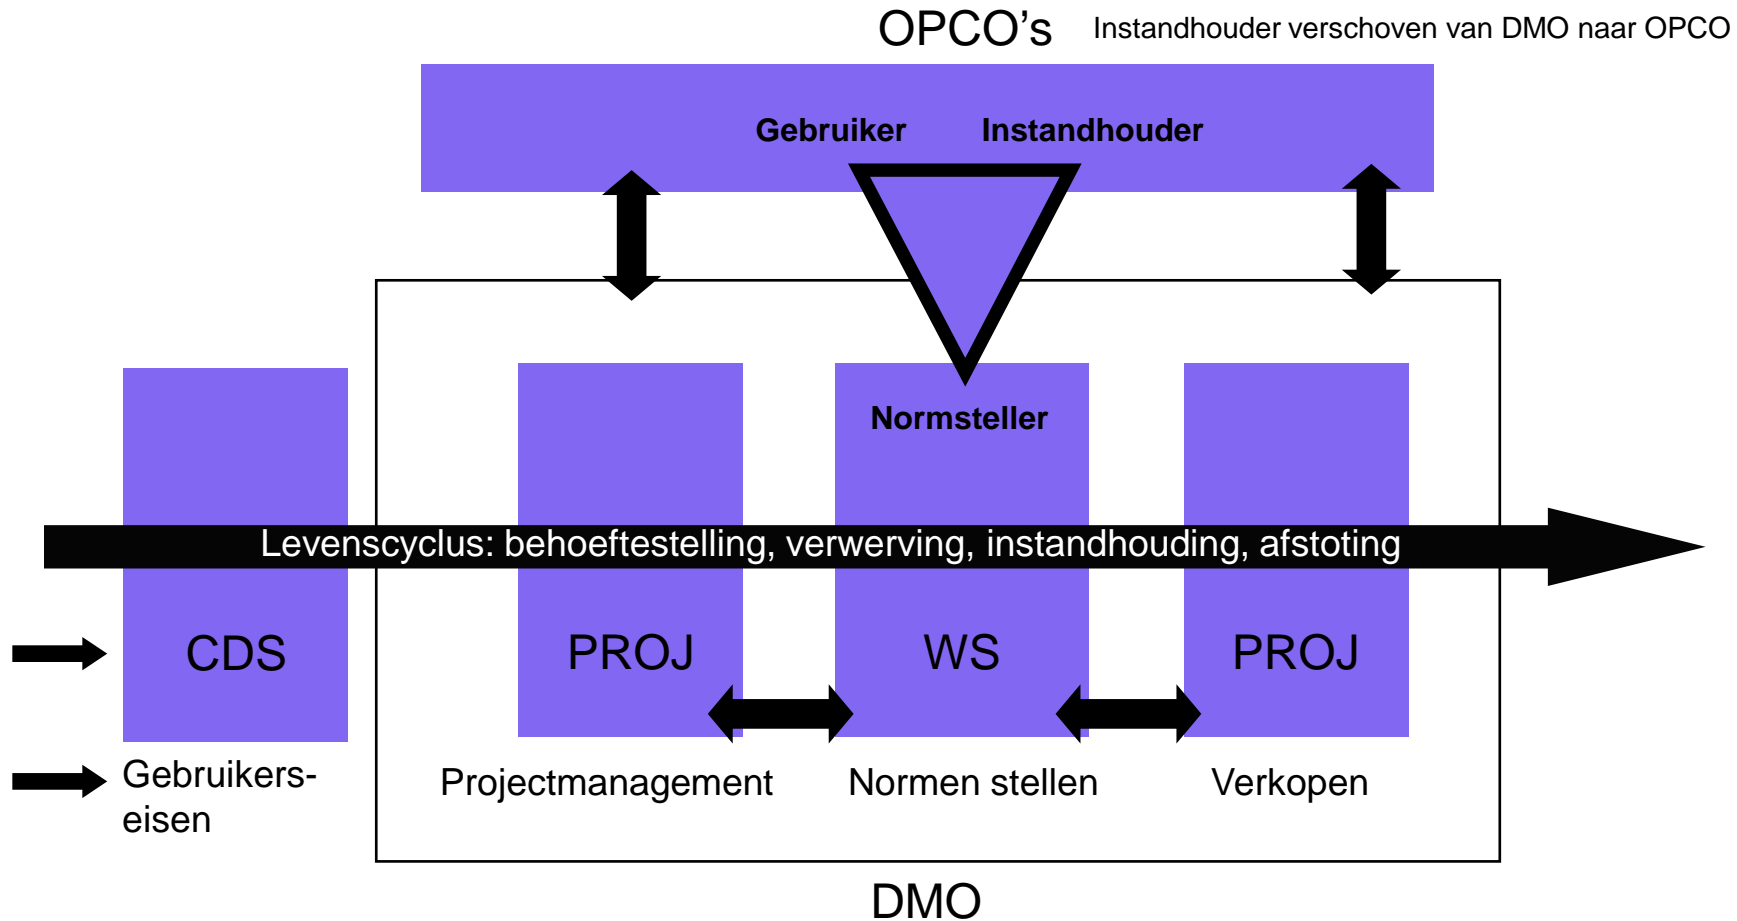 OPCO’s
Instandhouder verschoven van DMO naar OPCO
Gebruiker
Instandhouder
Normsteller
Levenscyclus: behoeftestelling, verwerving, instandhouding, afstoting
CDS
PROJ
WS
PROJ
Gebruikers-
eisen
Projectmanagement
Normen stellen
Verkopen
DMO